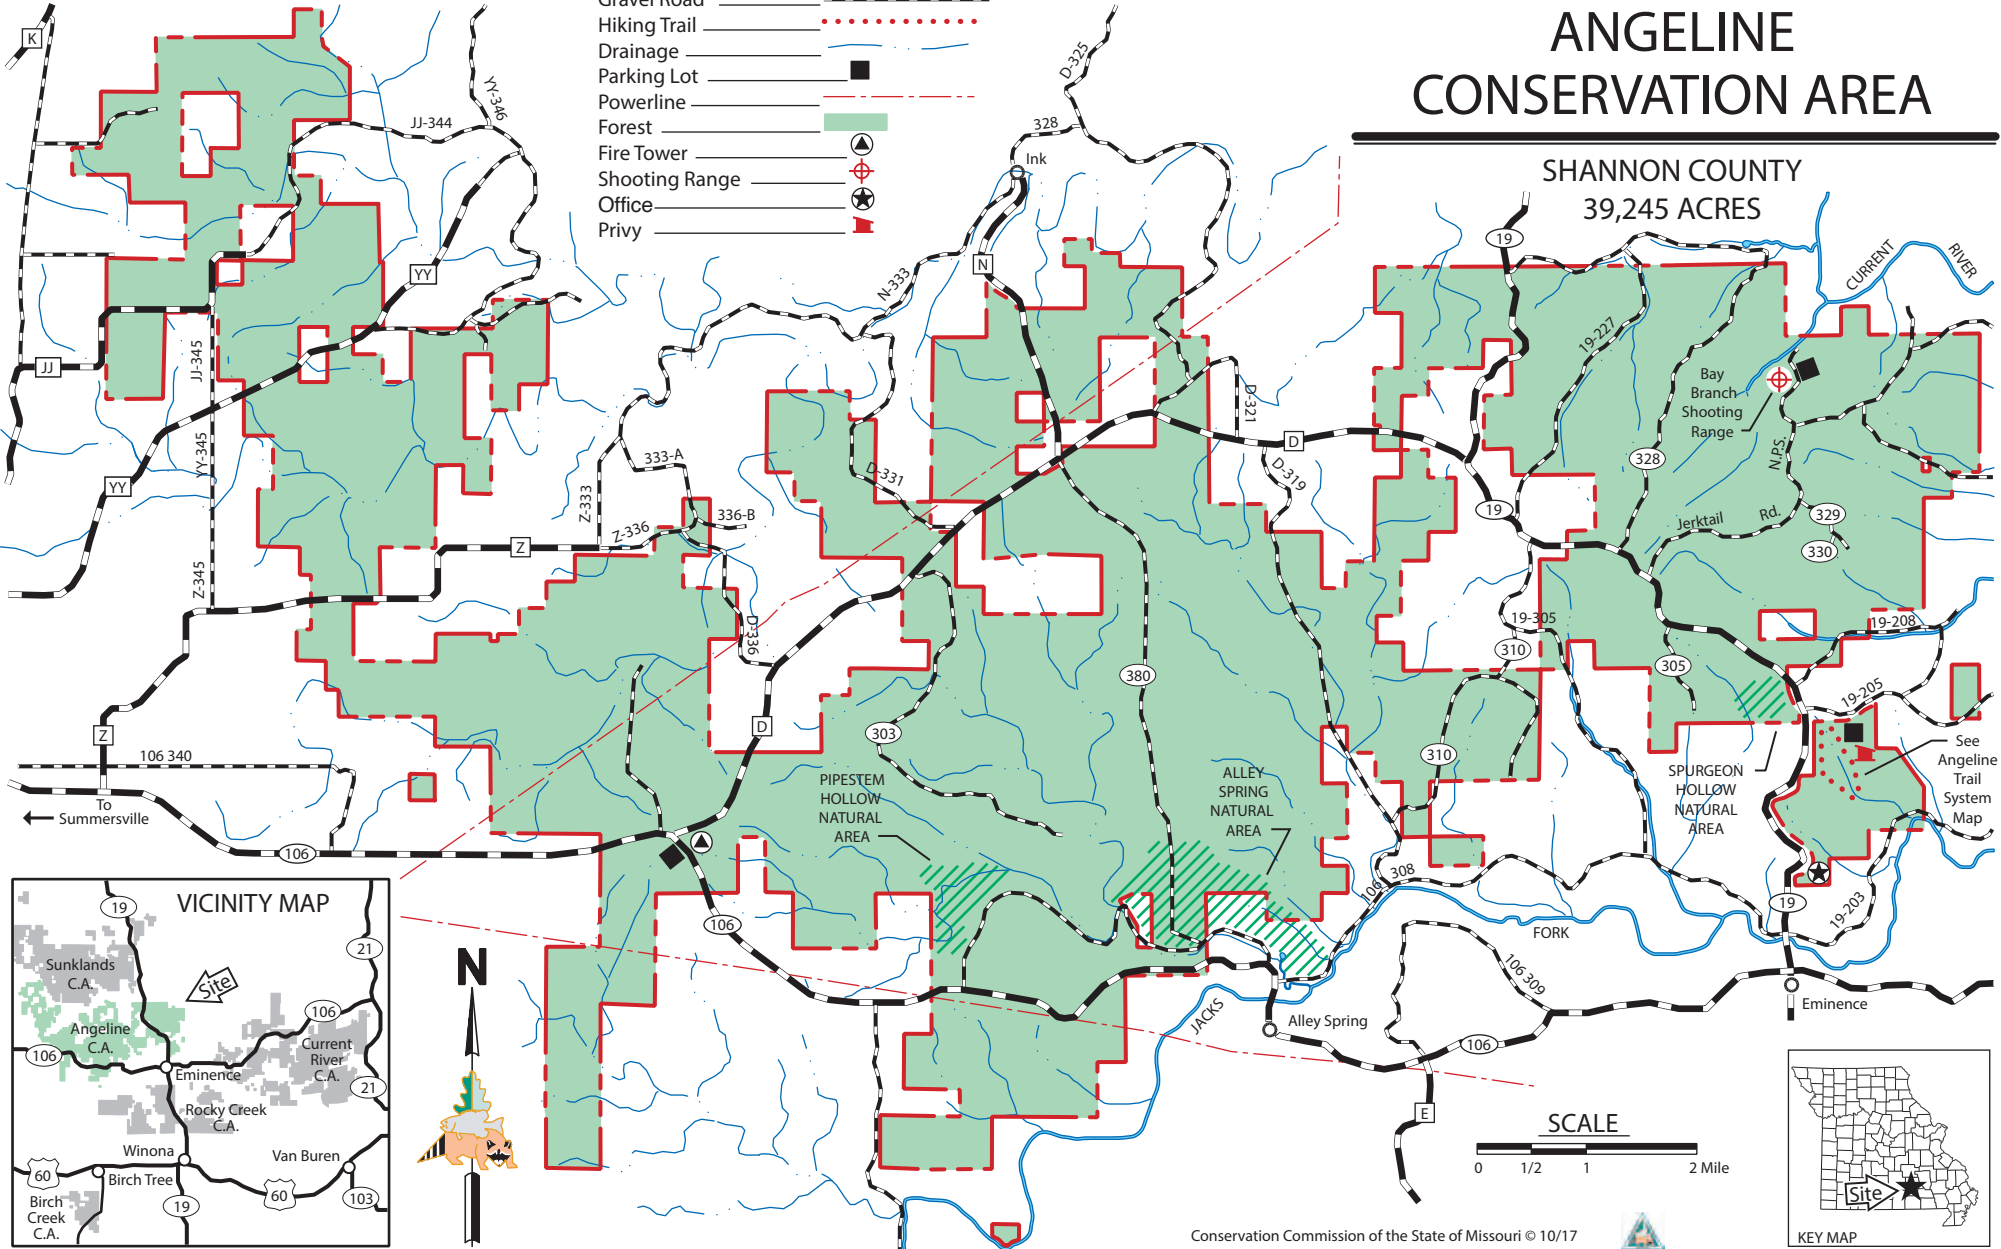 ANGELINE
CONSERVATION AREA
SHANNON COUNTY
39,245 ACRES
Gravel Road
Hiking Trail
Drainage
Parking Lot
Powerline
Forest
Fire Tower
Shooting Range
Office
Privy
K
YY-346
JJ-344
D-325
328
Ink
N
N-333
19
CURRENT
RIVER
YY
JJ
JJ-345
YY-345
YY
Z-345
19-227
Bay
Branch
Shooting
Range
N.P.S.
D-321
D
D-319
333-A
Z-333
D-331
336-B
Z-336
Z
328
19
Jerktail
Rd.
329
330
D-336
19-305
310
305
19-208
19-205
380
303
D
310
Z
106 340
To
Summersville
106
PIPESTEM
HOLLOW
NATURAL
AREA
ALLEY
SPRING
NATURAL
AREA
SPURGEON
HOLLOW
NATURAL
AREA
See
Angeline
Trail
System
Map
106
308
106
19
19-203
FORK
106 309
Eminence
JACKS
Alley Spring
106
E
N
VICINITY MAP
19
21
Sunklands
C.A.
Site
106
Angeline
C.A.
Current
River
C.A.
106
Eminence
21
Rocky Creek
C.A.
Winona
Van Buren
60
Birch Tree
60
103
19
Birch
Creek
C.A.
SCALE
0 1/2 1 2 Mile
Site
KEY MAP
Conservation Commission of the State of Missouri © 10/17